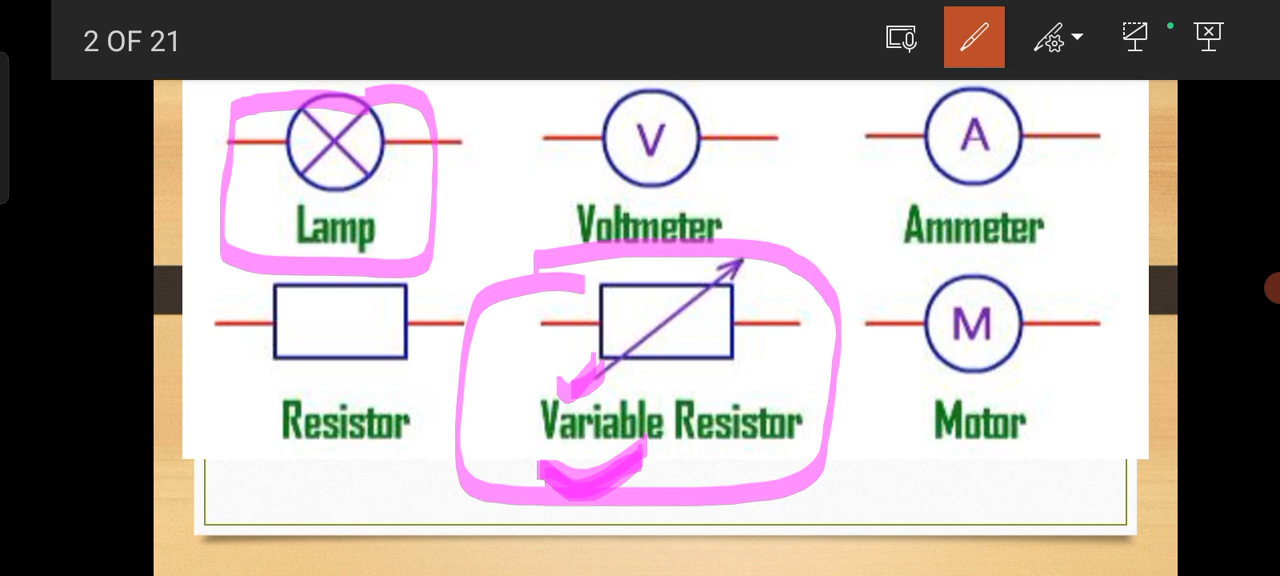 2 OF 21
V
A
Lamp
Voltmeter
Ammeter
M
Resistor
Variable Resistor
Motor